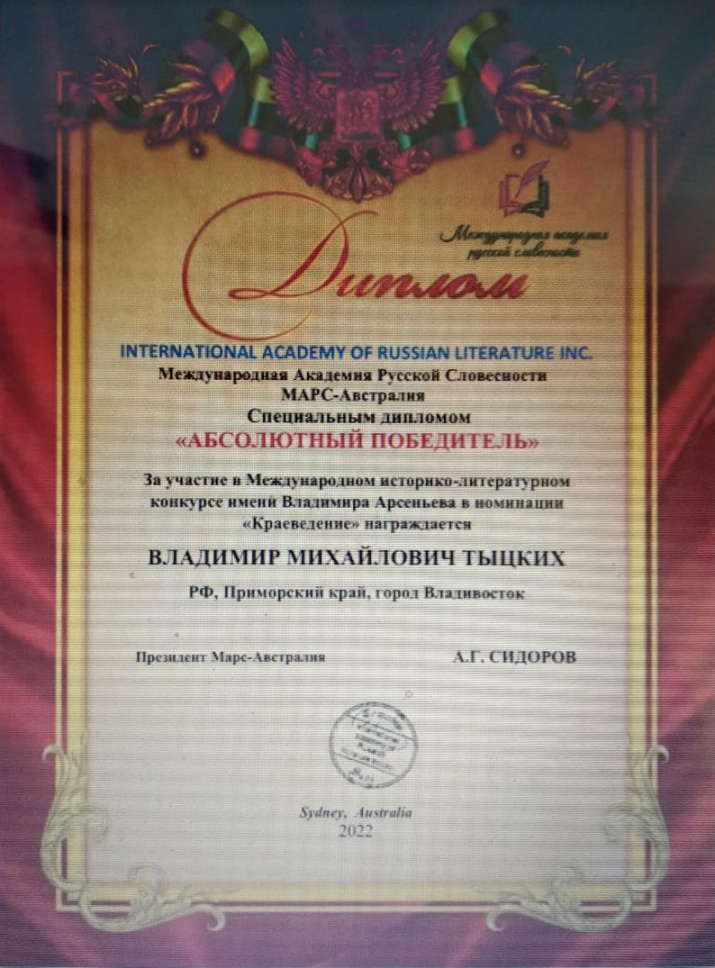 Международная академия
русской словесности
Диплом
INTERNATIONAL ACADEMY OF RUSSIAN LITERATURE INC.
Международная Академия Русской Словесности
МАРС-Австралия
Специальным дипломом
«АБСОЛЮТНЫЙ ПОБЕДИТЕЛЬ»
За участие в Международном историко-литературном
конкурсе имени Владимира Арсеньева в номинации
«Краеведение» награждается
ВЛАДИМИР МИХАЙЛОВИЧ ТЫЦКИХ
РФ, Приморский край, город Владивосток
Президент Марс-Австралия А.Г. СИДОРОВ
Sydney, Australia
2022